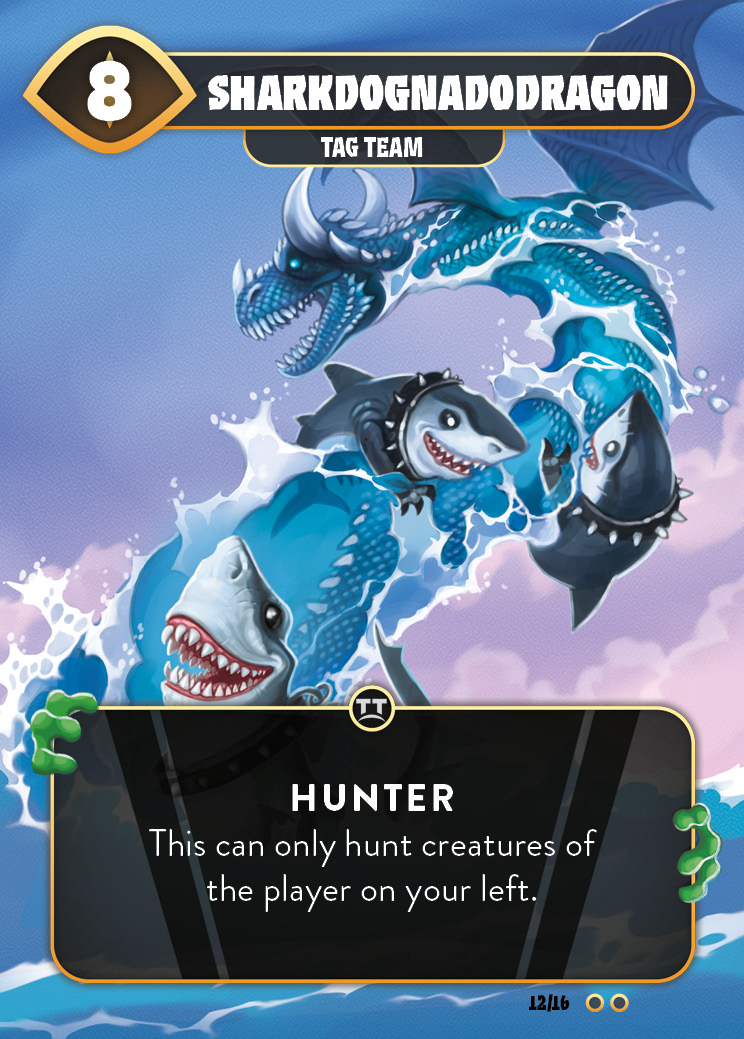 8
SHARKDOGNADODRAGON
TAG TEAM
TT
HUNTER
This can only hunt creatures of
the player on your left.
12/16